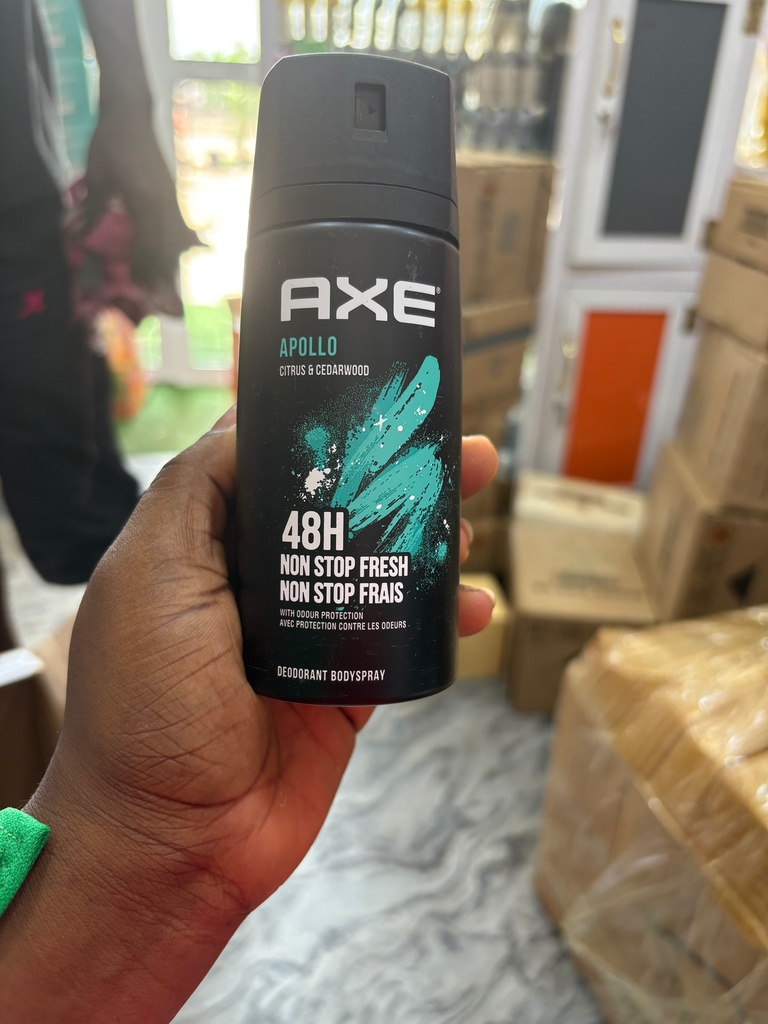 AXE®
APOLLO
CITRUS & CEDARWOOD
48H
NON STOP FRESH
NON STOP FRAIS
WITH ODOUR PROTECTION
AVEC PROTECTION CONTRE LES ODEURS
DEODORANT BODYSPRAY